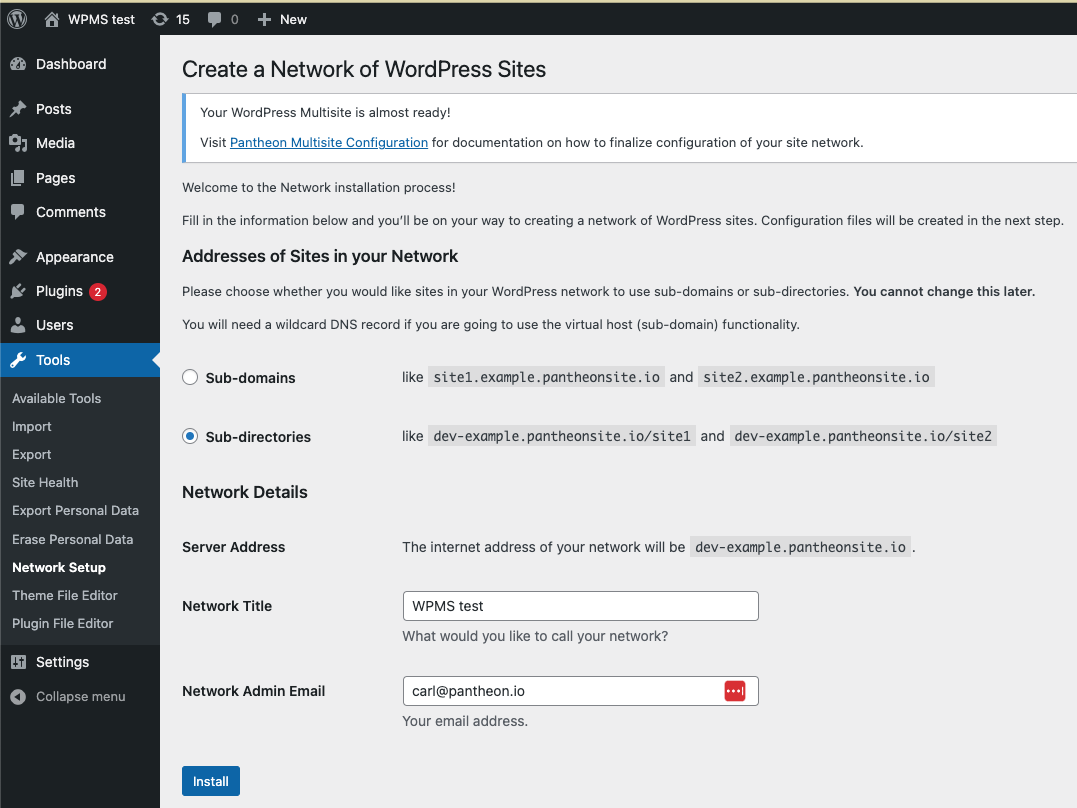 WPMS test 15 0 New
Dashboard
Posts
Media
Pages
Comments
Appearance
Plugins 2
Users
Tools
Available Tools
Import
Export
Site Health
Export Personal Data
Erase Personal Data
Network Setup
Theme File Editor
Plugin File Editor
Settings
Collapse menu
Create a Network of WordPress Sites
Your WordPress Multisite is almost ready!
Visit Pantheon Multisite Configuration for documentation on how to finalize configuration of your site network.
Welcome to the Network installation process!
Fill in the information below and you’ll be on your way to creating a network of WordPress sites. Configuration files will be created in the next step.
Addresses of Sites in your Network
Please choose whether you would like sites in your WordPress network to use sub-domains or sub-directories. You cannot change this later.
You will need a wildcard DNS record if you are going to use the virtual host (sub-domain) functionality.
Sub-domains like site1.example.pantheonsite.io and site2.example.pantheonsite.io
Sub-directories like dev-example.pantheonsite.io/site1 and dev-example.pantheonsite.io/site2
Network Details
Server Address The internet address of your network will be dev-example.pantheonsite.io.
Network Title WPMS test
What would you like to call your network?
Network Admin Email carl@pantheon.io
Your email address.
Install